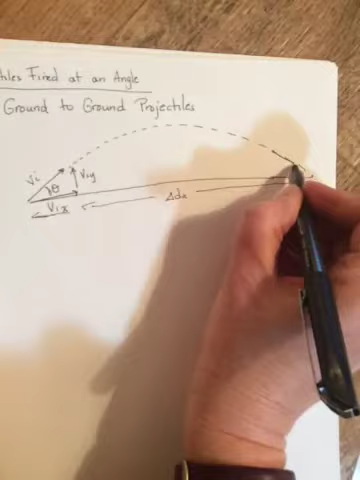 tiles Fired at an Angle
Ground to Ground Projectiles
Vi
θ
Viy
Vix
Δdx